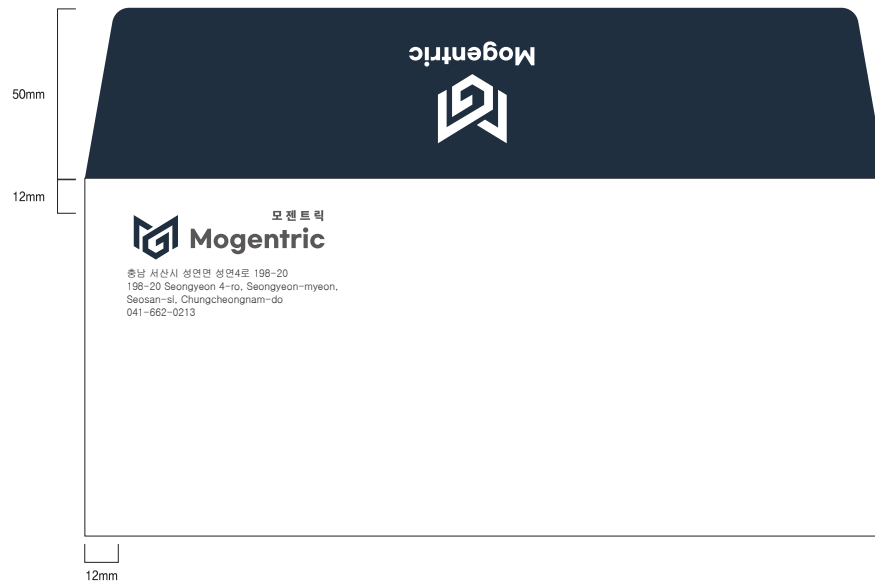 50mm
Mogentric
12mm
모젠트릭
Mogentric
충남 서산시 성연면 성연4로 198-20
198-20 Seongyeon 4-ro, Seongyeon-myeon,
Seosan-si, Chungcheongnam-do
041-662-0213
12mm